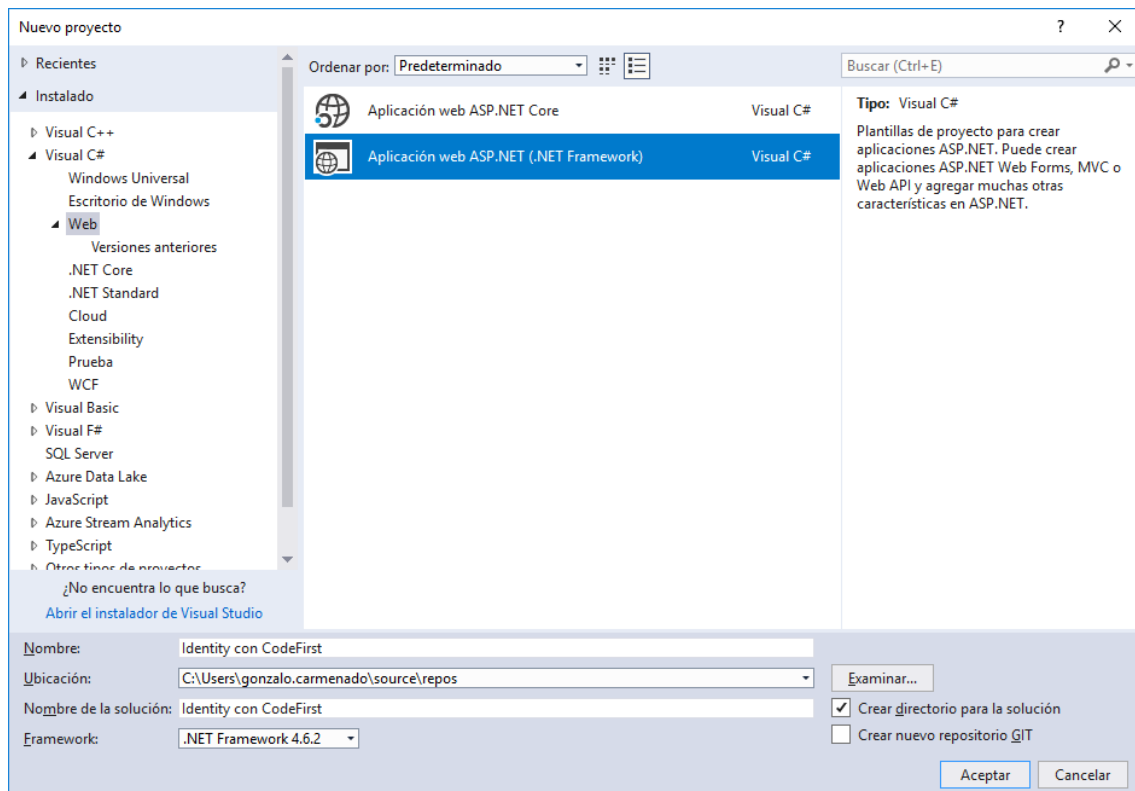 Nuevo proyecto
?
Recientes
Instalado
Visual C++
Visual C#
Windows Universal
Escritorio de Windows
Web
Versiones anteriores
.NET Core
.NET Standard
Cloud
Extensibility
Prueba
WCF
Visual Basic
Visual F#
SQL Server
Azure Data Lake
JavaScript
Azure Stream Analytics
TypeScript
Otros tipos de proyectos
¿No encuentra lo que busca?
Abrir el instalador de Visual Studio
Ordenar por: Predeterminado
Aplicación web ASP.NET Core Visual C#
Aplicación web ASP.NET (.NET Framework) Visual C#
Buscar (Ctrl+E)
Tipo: Visual C#
Plantillas de proyecto para crear
aplicaciones ASP.NET. Puede crear
aplicaciones ASP.NET Web Forms, MVC o
Web API y agregar muchas otras
características en ASP.NET.
Nombre: Identity con CodeFirst
Ubicación: C:\Users\gonzalo.carmenado\source\repos
Examinar...
Nombre de la solución: Identity con CodeFirst
Crear directorio para la solución
Framework: .NET Framework 4.6.2
Crear nuevo repositorio GIT
Aceptar Cancelar